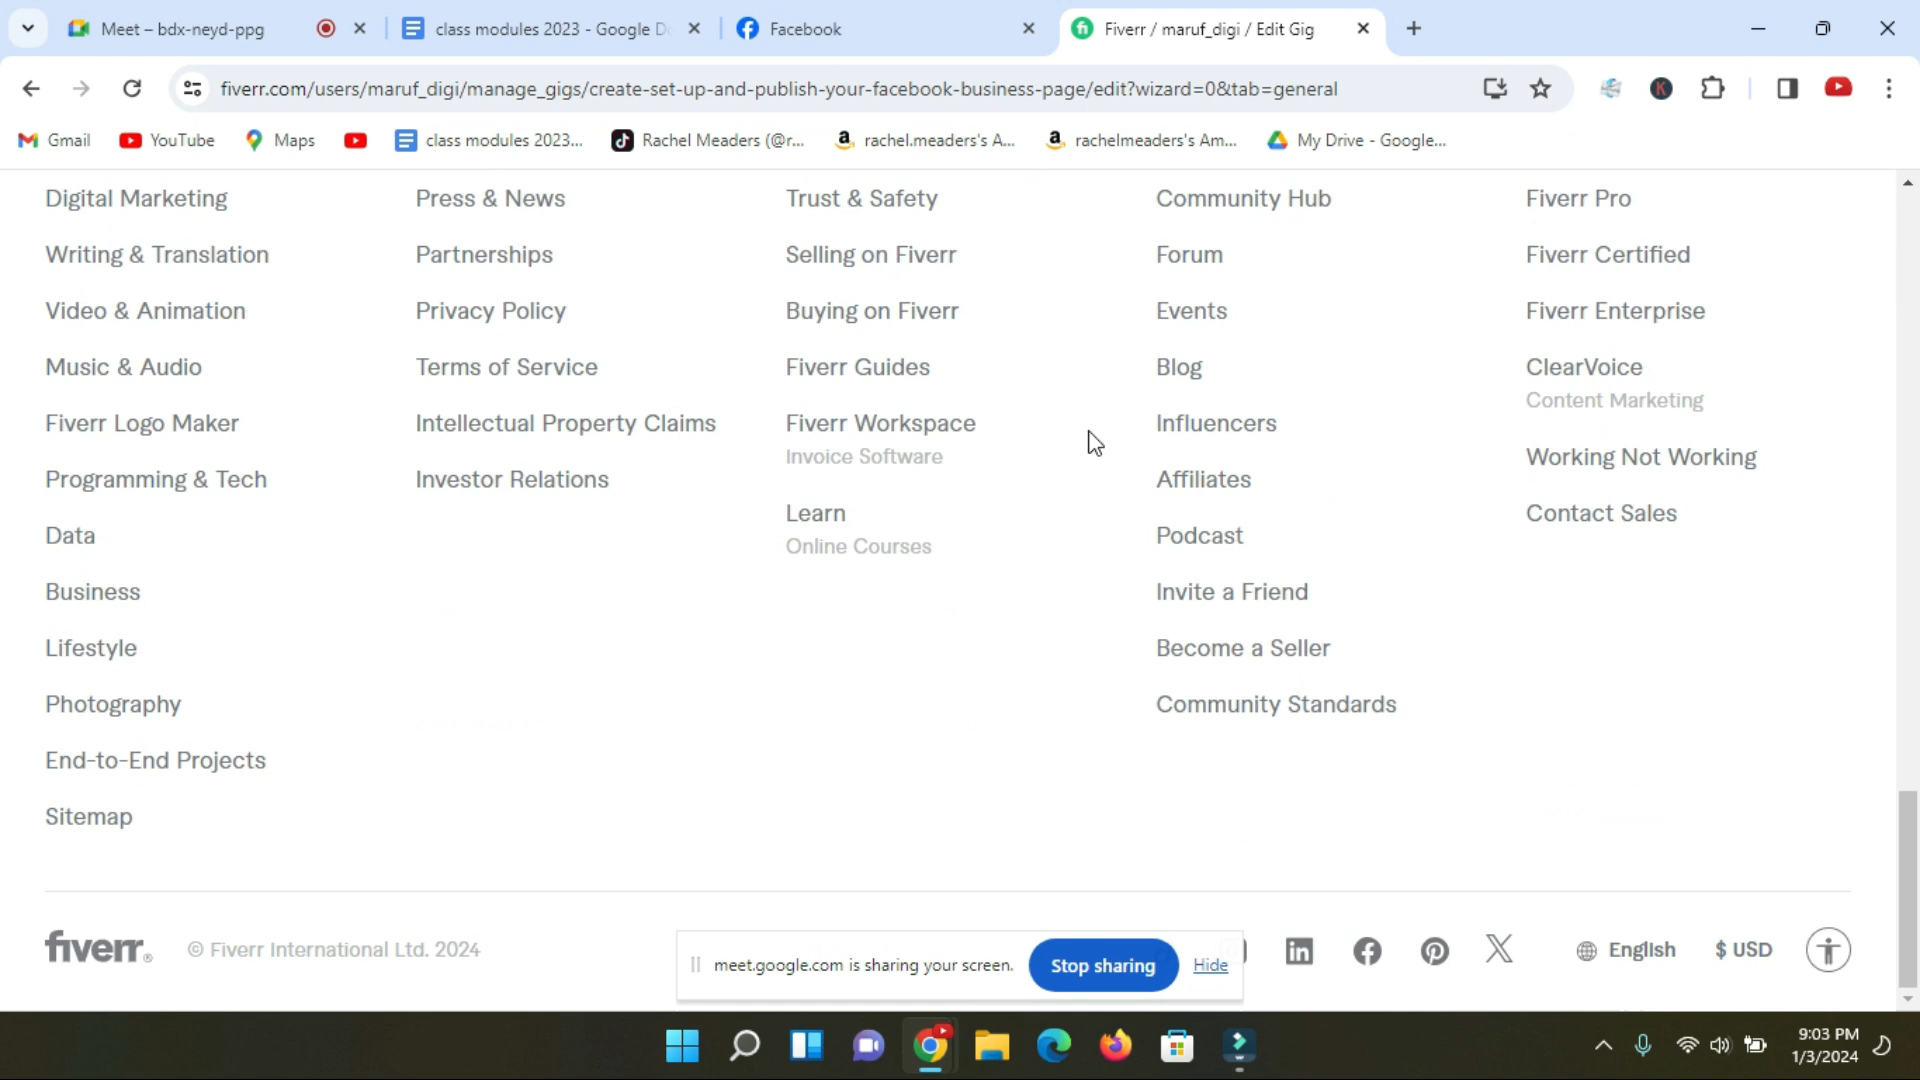 Meet – bdx-neyd-ppg
class modules 2023 - Google D
Facebook
Fiverr / maruf_digi / Edit Gig
fiverr.com/users/maruf_digi/manage_gigs/create-set-up-and-publish-your-facebook-business-page/edit?wizard=0&tab=general
Gmail
YouTube
Maps
class modules 2023...
Rachel Meaders (@r...
rachel.meaders's A...
rachelmeaders's Am...
My Drive - Google...
Digital Marketing
Writing & Translation
Video & Animation
Music & Audio
Fiverr Logo Maker
Programming & Tech
Data
Business
Lifestyle
Photography
End-to-End Projects
Sitemap
Press & News
Partnerships
Privacy Policy
Terms of Service
Intellectual Property Claims
Investor Relations
Trust & Safety
Selling on Fiverr
Buying on Fiverr
Fiverr Guides
Fiverr Workspace
Invoice Software
Learn
Online Courses
Community Hub
Forum
Events
Blog
Influencers
Affiliates
Podcast
Invite a Friend
Become a Seller
Community Standards
Fiverr Pro
Fiverr Certified
Fiverr Enterprise
ClearVoice
Content Marketing
Working Not Working
Contact Sales
fiverr.
© Fiverr International Ltd. 2024
meet.google.com is sharing your screen.
Stop sharing
Hide
English
$ USD
9:03 PM
1/3/2024